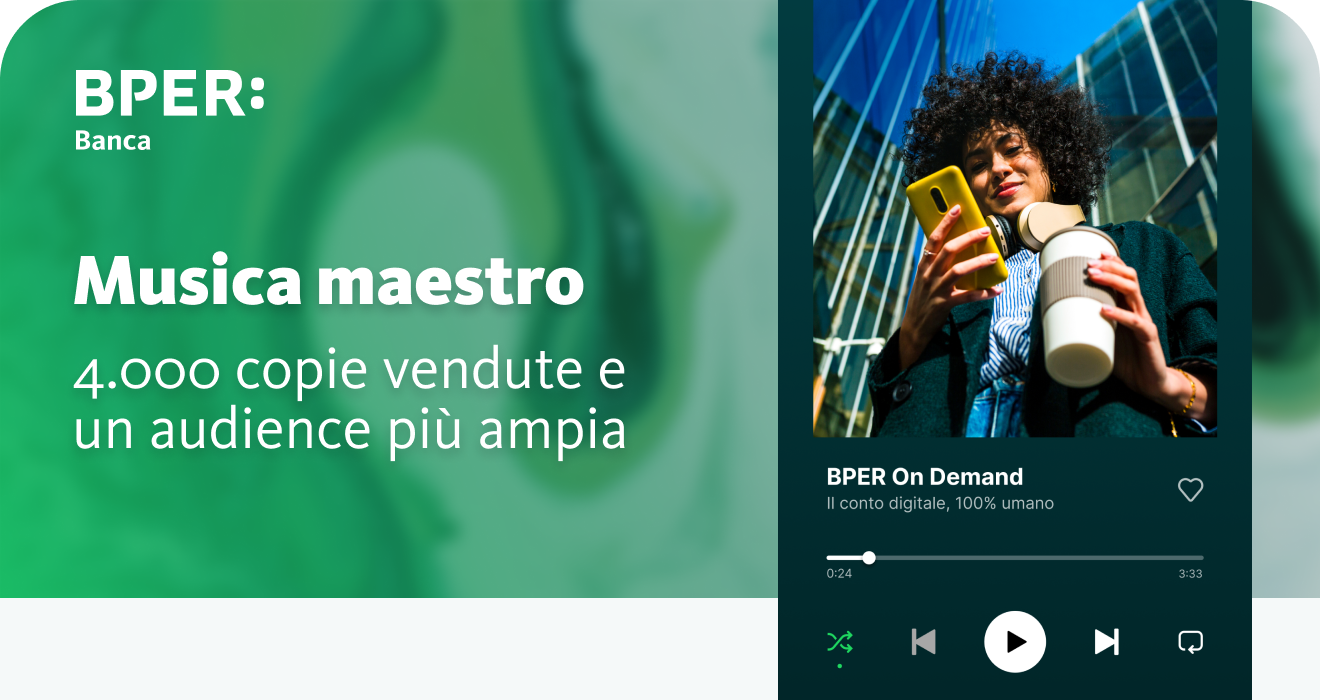 BPER:
Banca
Musica maestro
4.000 copie vendute e
un audience più ampia
BPER On Demand
Il conto digitale, 100% umano
0:24
3:33